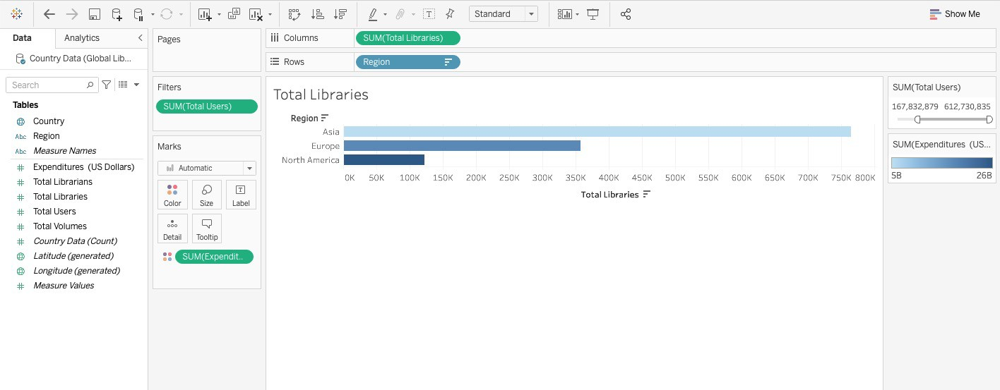 Standard
Show Me
Data
Analytics
Country Data (Global Lib...
Search
Tables
Country
Abc Region
Abc Measure Names
Expenditures (US Dollars)
Total Librarians
Total Libraries
Total Users
Total Volumes
Country Data (Count)
Latitude (generated)
Longitude (generated)
Measure Values
Pages
Filters
SUM(Total Users)
Marks
Automatic
Color Size Label
Detail Tooltip
SUM(Expendit..
Columns SUM(Total Libraries)
Rows Region
Total Libraries
Region
Asia
Europe
North America
0K 50K 100K 150K 200K 250K 300K 350K 400K 450K 500K 550K 600K 650K 700K 750K 800K
Total Libraries
SUM(Total Users)
167,832,879 612,730,835
SUM(Expenditures (US...
5B 26B